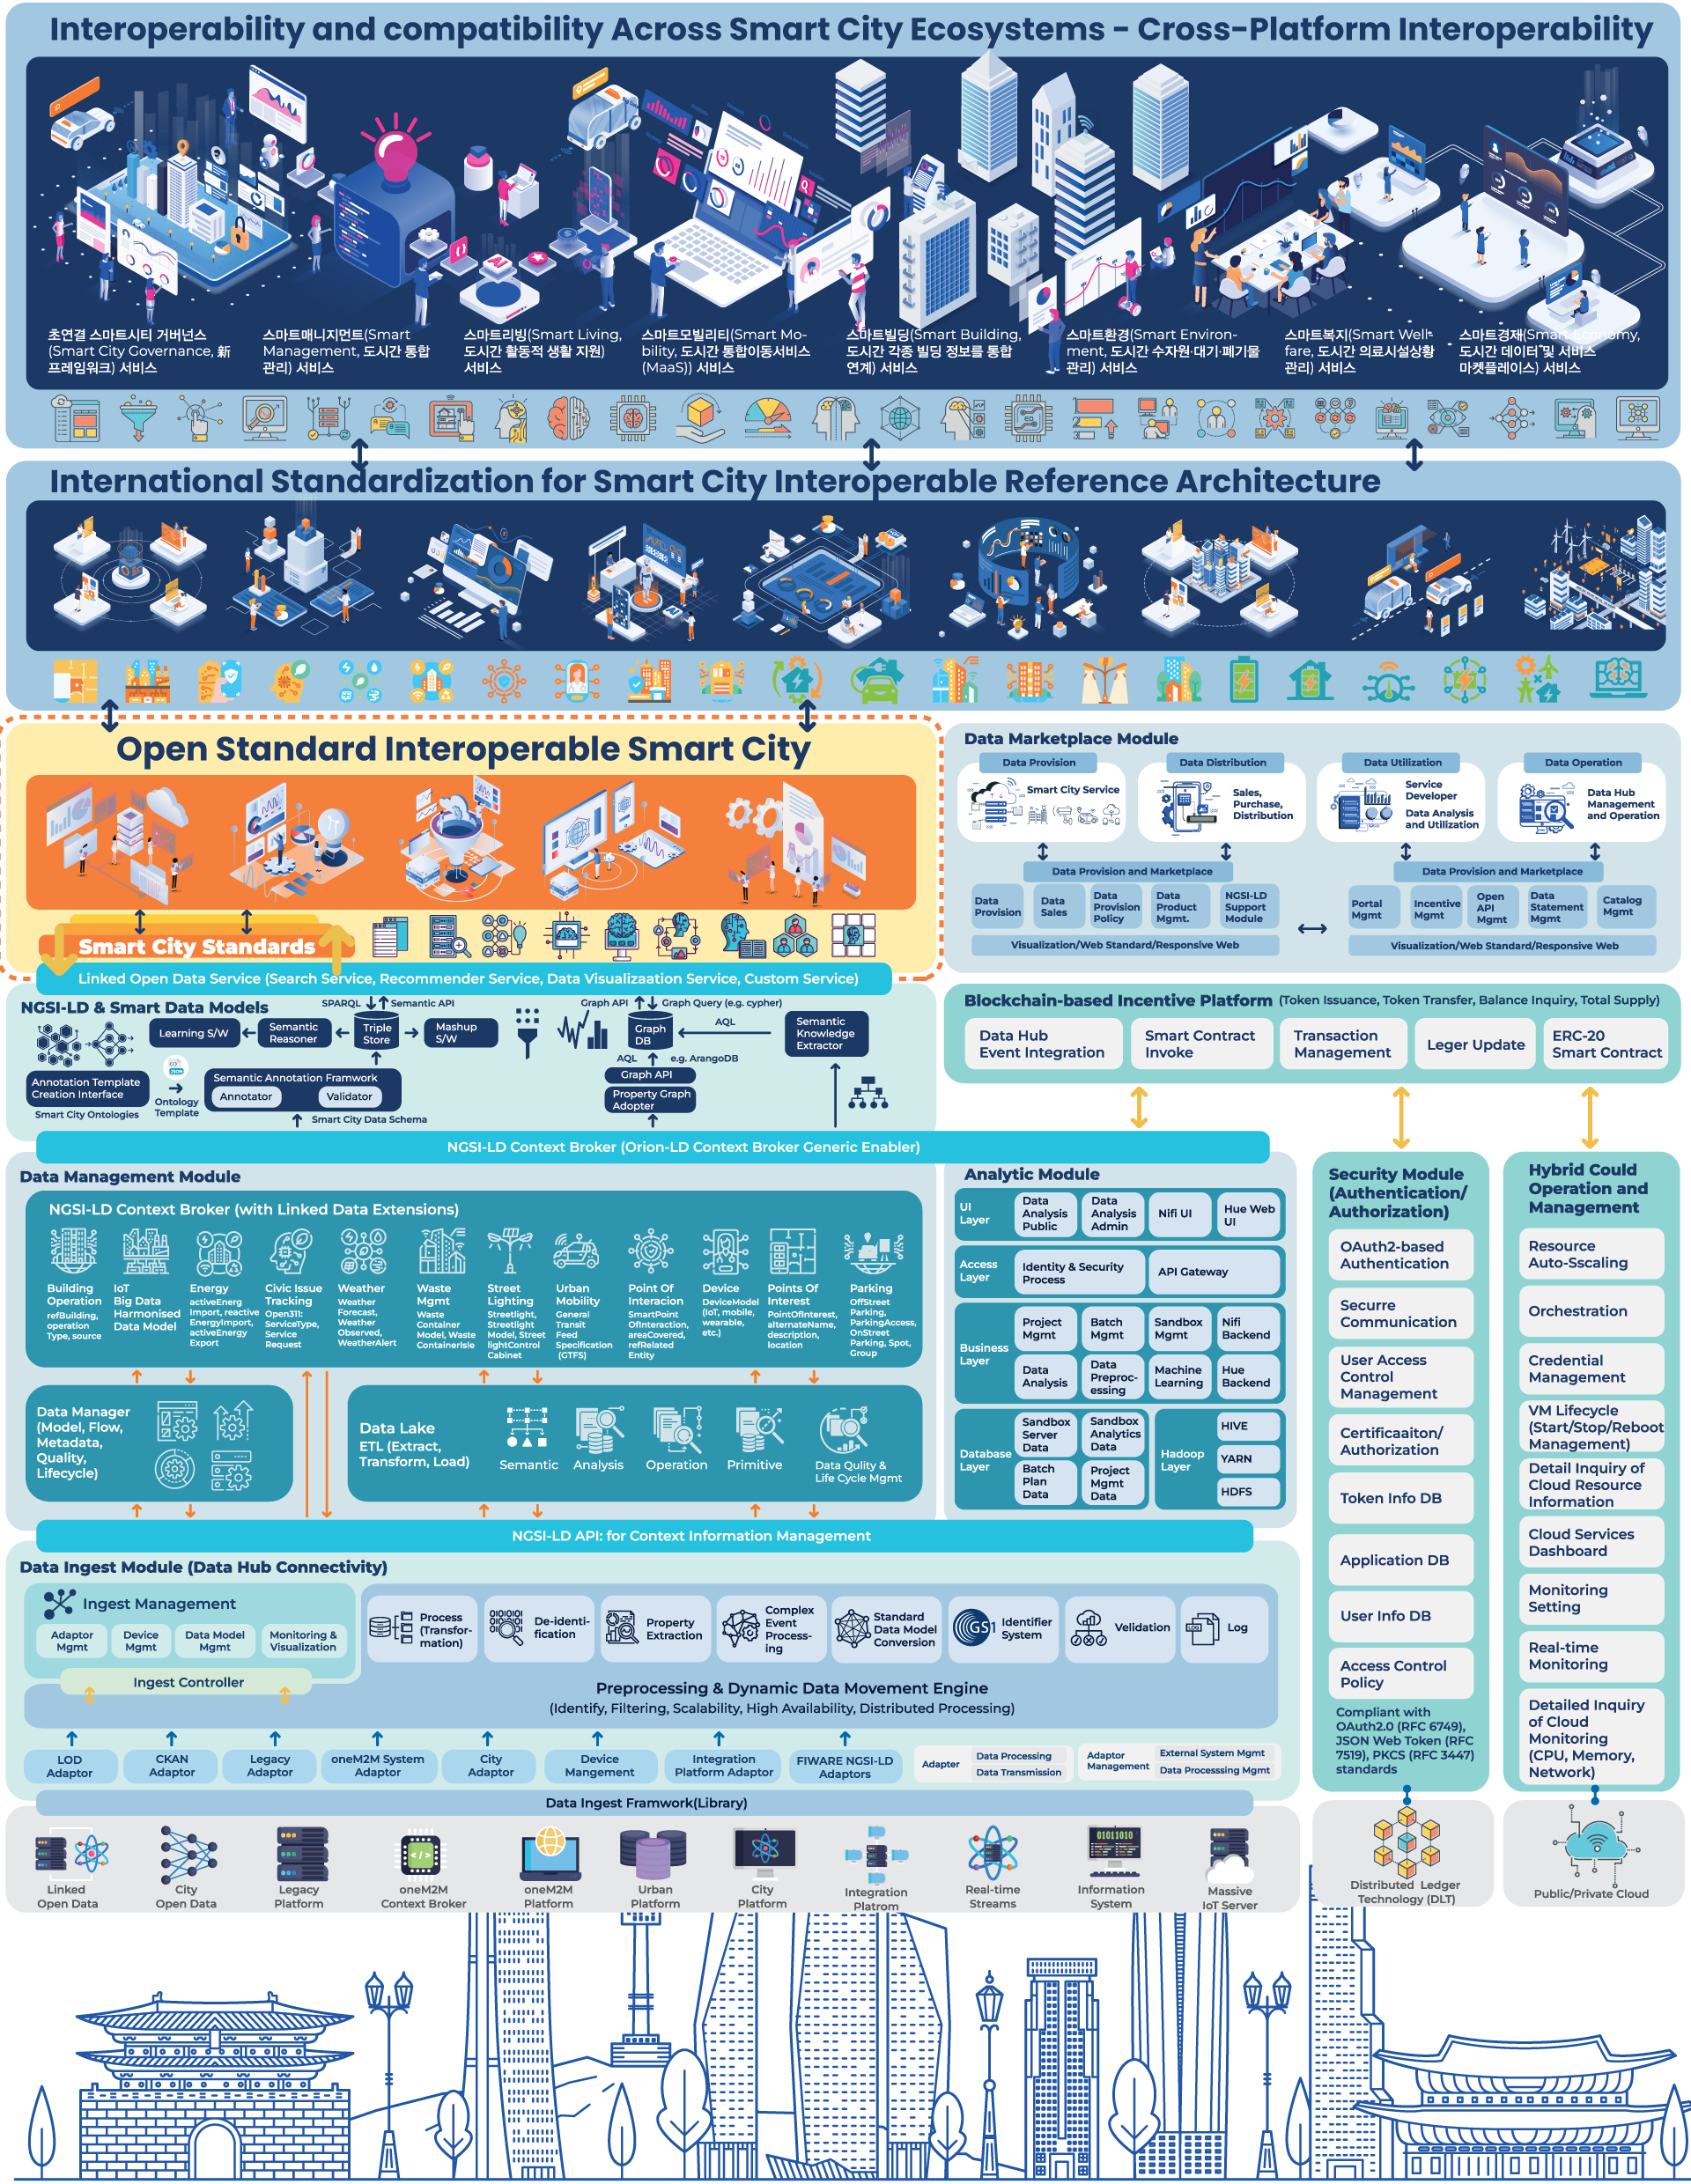 Interoperability and compatibility Across Smart City Ecosystems - Cross-Platform Interoperability
초연결 스마트시티 거버넌스
(Smart City Governance, 新
프레임워크) 서비스
스마트매니지먼트(Smart
Management, 도시간 통합
관리) 서비스
스마트리빙(Smart Living,
도시간 활동적 생활 지원)
서비스
스마트모빌리티(Smart Mo-
bility, 도시간 통합이동서비스
(MaaS)) 서비스
스마트빌딩(Smart Building,
도시간 각종 빌딩 정보를 통합
연계) 서비스
스마트환경(Smart Environ-
ment, 도시간 수자원·대기·폐기물
관리) 서비스
스마트복지(Smart Well-
fare, 도시간 의료시설상황
관리) 서비스
스마트경재(Smart Economy,
도시간 데이터 및 서비스
마켓플레이스) 서비스
International Standardization for Smart City Interoperable Reference Architecture
Open Standard Interoperable Smart City
Smart City Standards
Linked Open Data Service (Search Service, Recommender Service, Data Visualizaation Service, Custom Service)
Data Marketplace Module
Data Provision
Smart City Service
Data Distribution
Sales,
Purchase,
Distribution
Data Utilization
Service
Developer
Data Analysis
and Utilization
Data Operation
Data Hub
Management
and Operation
Data Provision and Marketplace
Data
Provision
Data
Sales
Data
Provision
Policy
Data
Product
Mgmt.
NGSI-LD
Support
Module
Visualization/Web Standard/Responsive Web
Data Provision and Marketplace
Portal
Mgmt
Incentive
Mgmt
Open
API
Mgmt
Data
Statement
Mgmt
Catalog
Mgmt
Visualization/Web Standard/Responsive Web
NGSI-LD & Smart Data Models
SPARQL
Semantic API
Learning S/W
Semantic
Reasoner
Triple
Store
Mashup
S/W
Annotation Template
Creation Interface
Smart City Ontologies
JSON
Ontology
Template
Semantic Annotation Framwork
Annotator
Validator
Smart City Data Schema
Graph API
Graph Query (e.g. cypher)
Graph
DB
AQL
Semantic
Knowledge
Extractor
AQL
e.g. ArangoDB
Graph API
Property Graph
Adopter
Blockchain-based Incentive Platform (Token Issuance, Token Transfer, Balance Inquiry, Total Supply)
Data Hub
Event Integration
Smart Contract
Invoke
Transaction
Management
Leger Update
ERC-20
Smart Contract
NGSI-LD Context Broker (Orion-LD Context Broker Generic Enabler)
Data Management Module
NGSI-LD Context Broker (with Linked Data Extensions)
Building
Operation
refBuilding,
operation
Type, source
IoT
Big Data
Harmonised
Data Model
Energy
activeEnerg
Import, reactive
EnergyImport,
activeEnergy
Export
Civic Issue
Tracking
Open311:
ServiceType,
Service
Request
Weather
Weather
Forecast,
Weather
Observed,
WeatherAlert
Waste
Mgmt
Waste
Container
Model, Waste
ContainerIsle
Street
Lighting
Streetlight,
Streetlight
Model, Street
lightControl
Cabinet
Urban
Mobility
General
Transit
Feed
Specification
(GTFS)
Point Of
Interacion
SmartPoint
OfInteraction,
areaCovered,
refRelated
Entity
Device
DeviceModel
(IoT, mobile,
wearable,
etc.)
Points Of
Interest
PointOfInterest,
alternateName,
description,
location
Parking
OffStreet
Parking,
ParkingAccess,
OnStreet
Parking, Spot,
Group
Data Manager
(Model, Flow,
Metadata,
Quality,
Lifecycle)
Data Lake
ETL (Extract,
Transform, Load)
Semantic
Analysis
Operation
Primitive
Data Qulity &
Life Cycle Mgmt
Analytic Module
UI
Layer
Data
Analysis
Public
Data
Analysis
Admin
Nifi UI
Hue Web
UI
Access
Layer
Identity & Security
Process
API Gateway
Business
Layer
Project
Mgmt
Batch
Mgmt
Sandbox
Mgmt
Nifi
Backend
Data
Analysis
Data
Preproc-
essing
Machine
Learning
Hue
Backend
Database
Layer
Sandbox
Server
Data
Sandbox
Analytics
Data
Batch
Plan
Data
Project
Mgmt
Data
Hadoop
Layer
HIVE
YARN
HDFS
Security Module
(Authentication/
Authorization)
OAuth2-based
Authentication
Securre
Communication
User Access
Control
Management
Certificaaiton/
Authorization
Token Info DB
Application DB
User Info DB
Access Control
Policy
Compliant with
OAuth2.0 (RFC 6749),
JSON Web Token (RFC
7519), PKCS (RFC 3447)
standards
Hybrid Could
Operation and
Management
Resource
Auto-Sscaling
Orchestration
Credential
Management
VM Lifecycle
(Start/Stop/Reboot
Management)
Detail Inquiry of
Cloud Resource
Information
Cloud Services
Dashboard
Monitoring
Setting
Real-time
Monitoring
Detailed Inquiry
of Cloud
Monitoring
(CPU, Memory,
Network)
NGSI-LD API: for Context Information Management
Data Ingest Module (Data Hub Connectivity)
Ingest Management
Adaptor
Mgmt
Device
Mgmt
Data Model
Mgmt
Monitoring &
Visualization
Ingest Controller
Process
(Transfor-
mation)
De-identi-
fication
Property
Extraction
Complex
Event
Process-
ing
Standard
Data Model
Conversion
GS1
Identifier
System
Validation
LOG
Log
Preprocessing & Dynamic Data Movement Engine
(Identify, Filtering, Scalability, High Availability, Distributed Processing)
LOD
Adaptor
CKAN
Adaptor
Legacy
Adaptor
oneM2M System
Adaptor
City
Adaptor
Device
Mangement
Integration
Platform Adaptor
FIWARE NGSI-LD
Adaptors
Adapter
Data Processing
Data Transmission
Adaptor
Management
External System Mgmt
Data Processsing Mgmt
Data Ingest Framwork(Library)
Linked
Open Data
City
Open Data
Legacy
Platform
oneM2M
Context Broker
oneM2M
Platform
Urban
Platform
City
Platform
Integration
Platrom
Real-time
Streams
01011010
Information
System
Massive
IoT Server
Distributed Ledger
Technology (DLT)
Public/Private Cloud